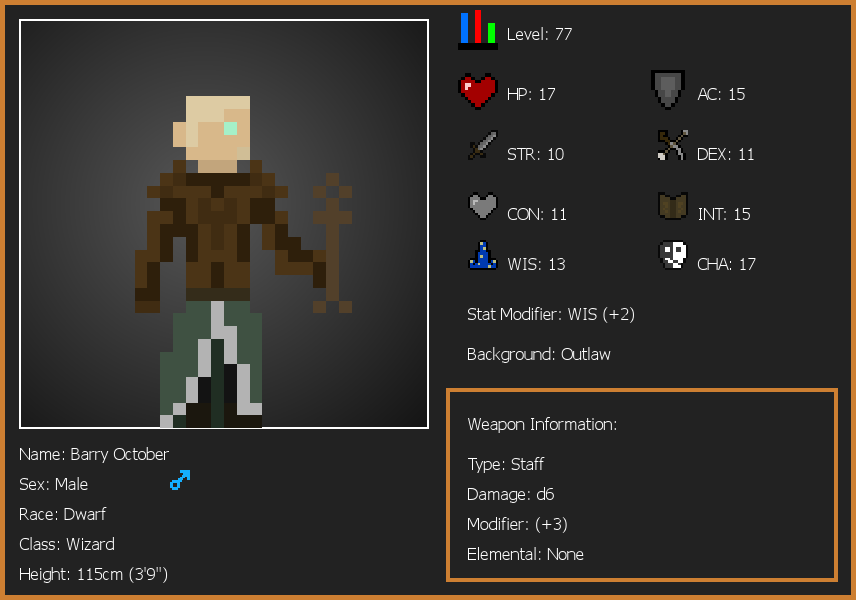 Level: 77
HP: 17
AC: 15
STR: 10
DEX: 11
CON: 11
INT: 15
WIS: 13
CHA: 17
Stat Modifier: WIS (+2)
Background: Outlaw
Weapon Information:
Type: Staff
Damage: d6
Modifier: (+3)
Elemental: None
Name: Barry October
Sex: Male
Race: Dwarf
Class: Wizard
Height: 115cm (3'9")